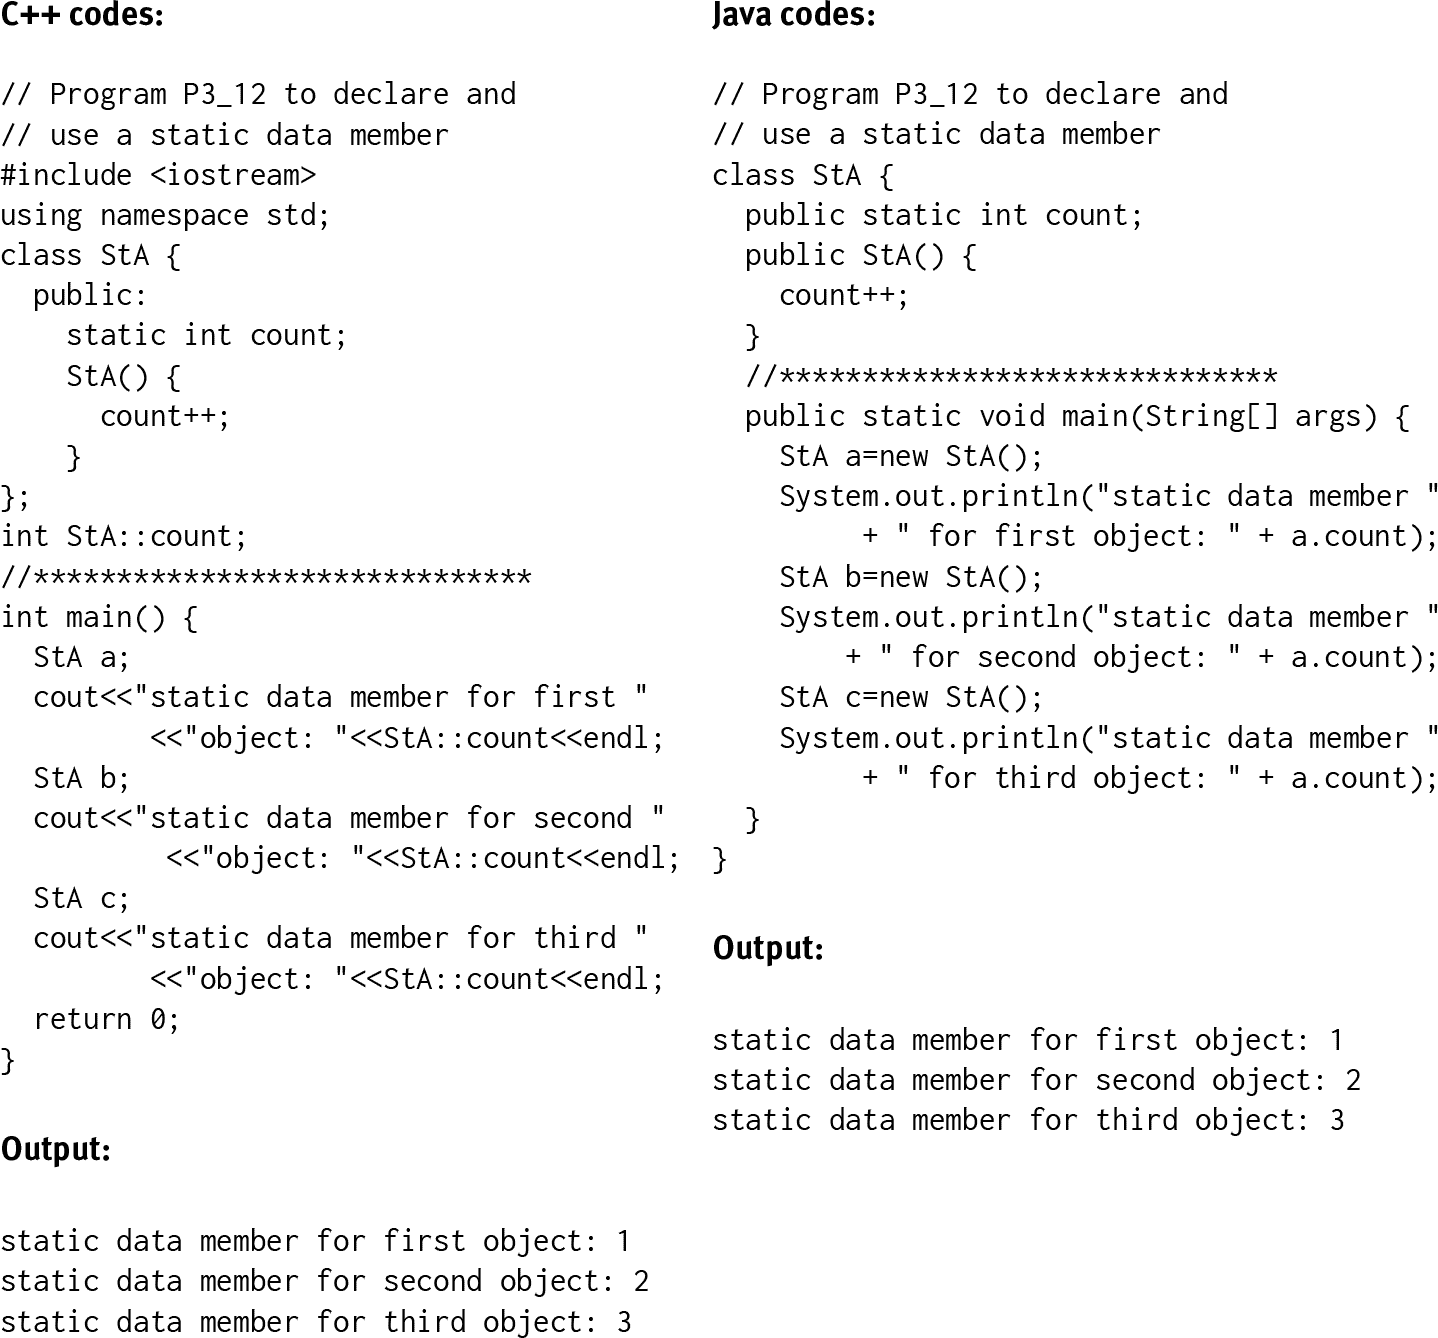 C++ codes:
// Program P3_12 to declare and
// use a static data member
#include <iostream>
using namespace std;
class StA {
  public:
    static int count;
    StA() {
      count++;
    }
};
int StA::count;
//******************************
int main() {
  StA a;
  cout<<"static data member for first "
         <<"object: "<<StA::count<<endl;
  StA b;
  cout<<"static data member for second "
          <<"object: "<<StA::count<<endl;
  StA c;
  cout<<"static data member for third "
         <<"object: "<<StA::count<<endl;
  return 0;
}
Output:
static data member for first object: 1
static data member for second object: 2
static data member for third object: 3
Java codes:
// Program P3_12 to declare and
// use a static data member
class StA {
  public static int count;
  public StA() {
    count++;
  }
  //******************************
  public static void main(String[] args) {
    StA a=new StA();
    System.out.println("static data member "
         + " for first object: " + a.count);
    StA b=new StA();
    System.out.println("static data member "
        + " for second object: " + a.count);
    StA c=new StA();
    System.out.println("static data member "
         + " for third object: " + a.count);
  }
}
Output:
static data member for first object: 1
static data member for second object: 2
static data member for third object: 3